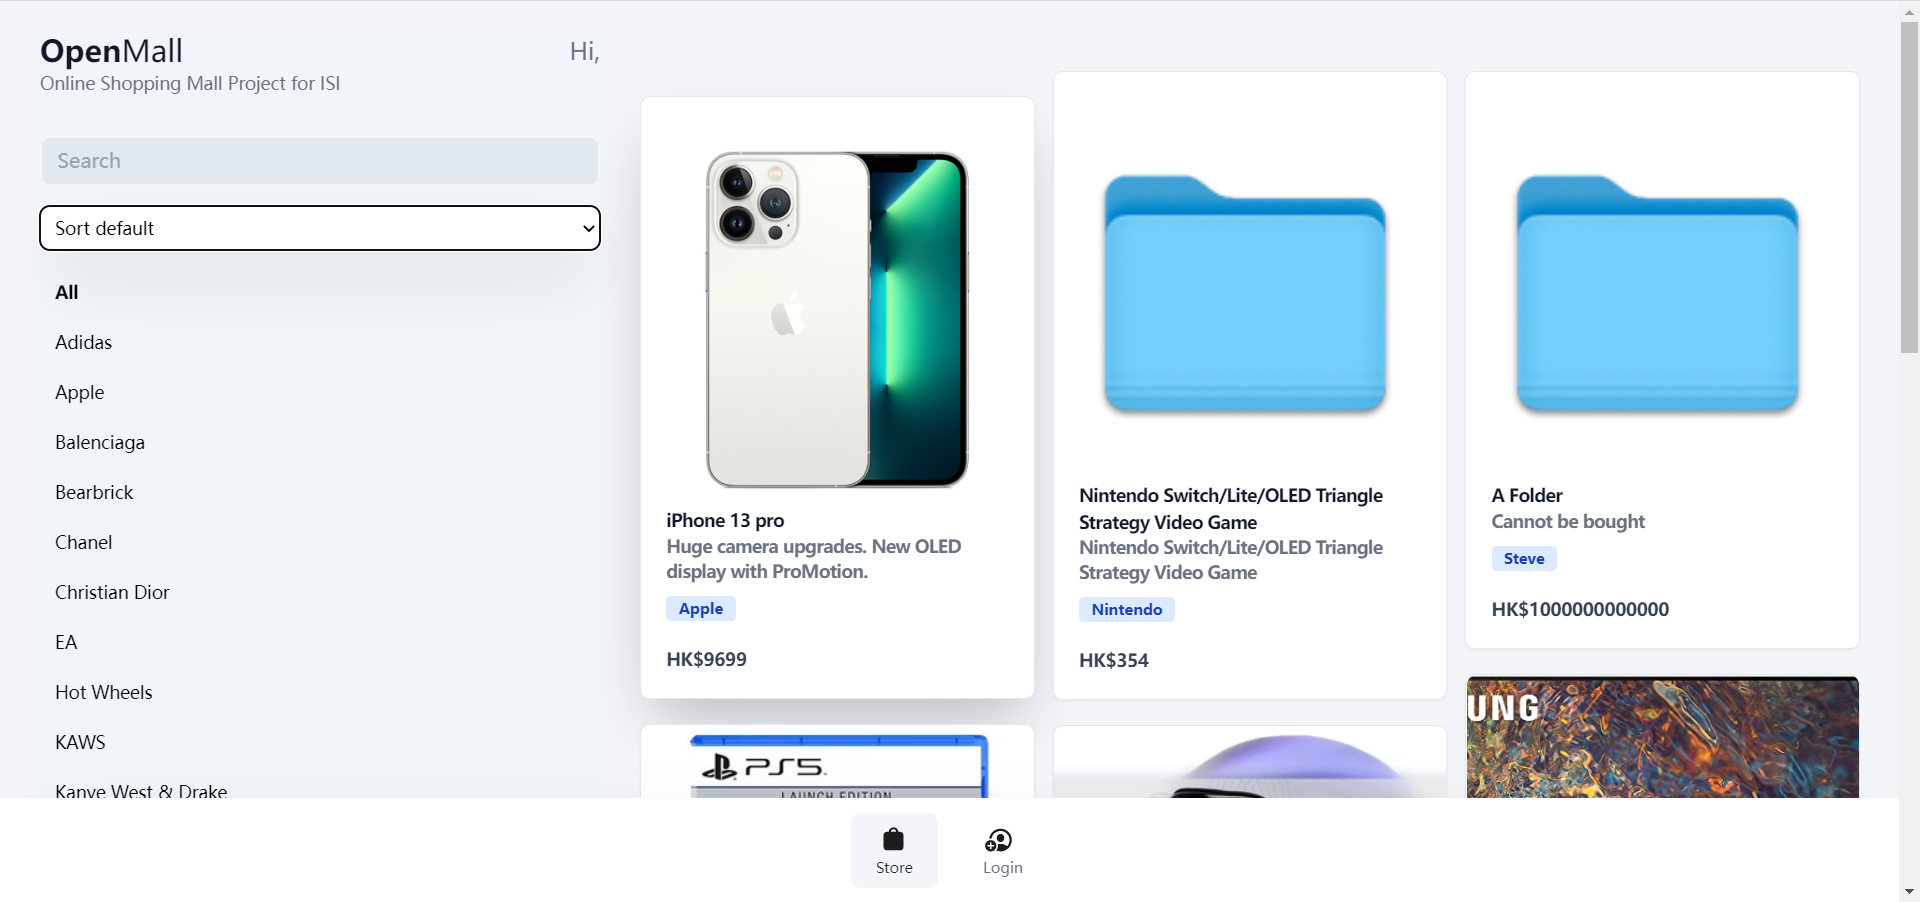 OpenMall
Hi,
Online Shopping Mall Project for ISI
Search
Sort default
All
Adidas
Apple
Balenciaga
Bearbrick
Chanel
Christian Dior
EA
Hot Wheels
KAWS
Kanye West & Drake
iPhone 13 pro
Huge camera upgrades. New OLED
display with ProMotion.
Apple
HK$9699
Nintendo Switch/Lite/OLED Triangle
Strategy Video Game
Nintendo Switch/Lite/OLED Triangle
Strategy Video Game
Nintendo
HK$354
A Folder
Cannot be bought
Steve
HK$1000000000000
PS5
LAUNCH EDITION
UNG
Store
Login